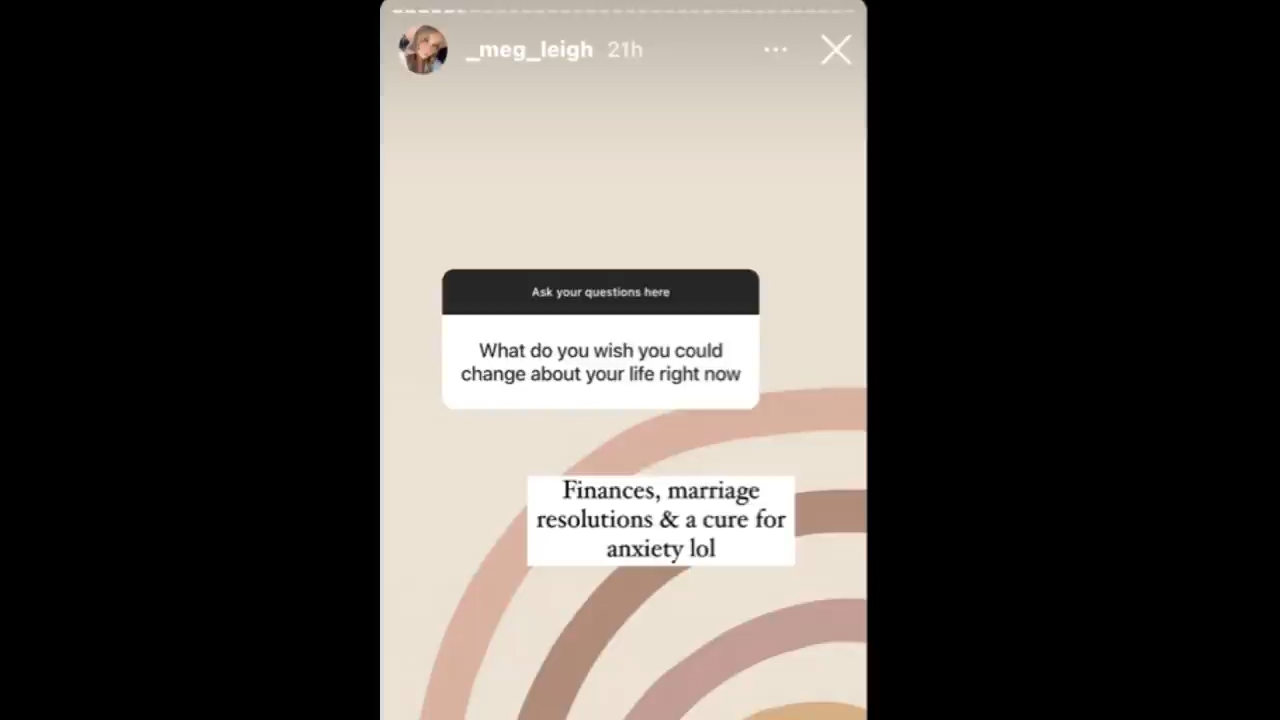 _meg_leigh 21h
Ask your questions here
What do you wish you could
change about your life right now
Finances, marriage
resolutions & a cure for
anxiety lol